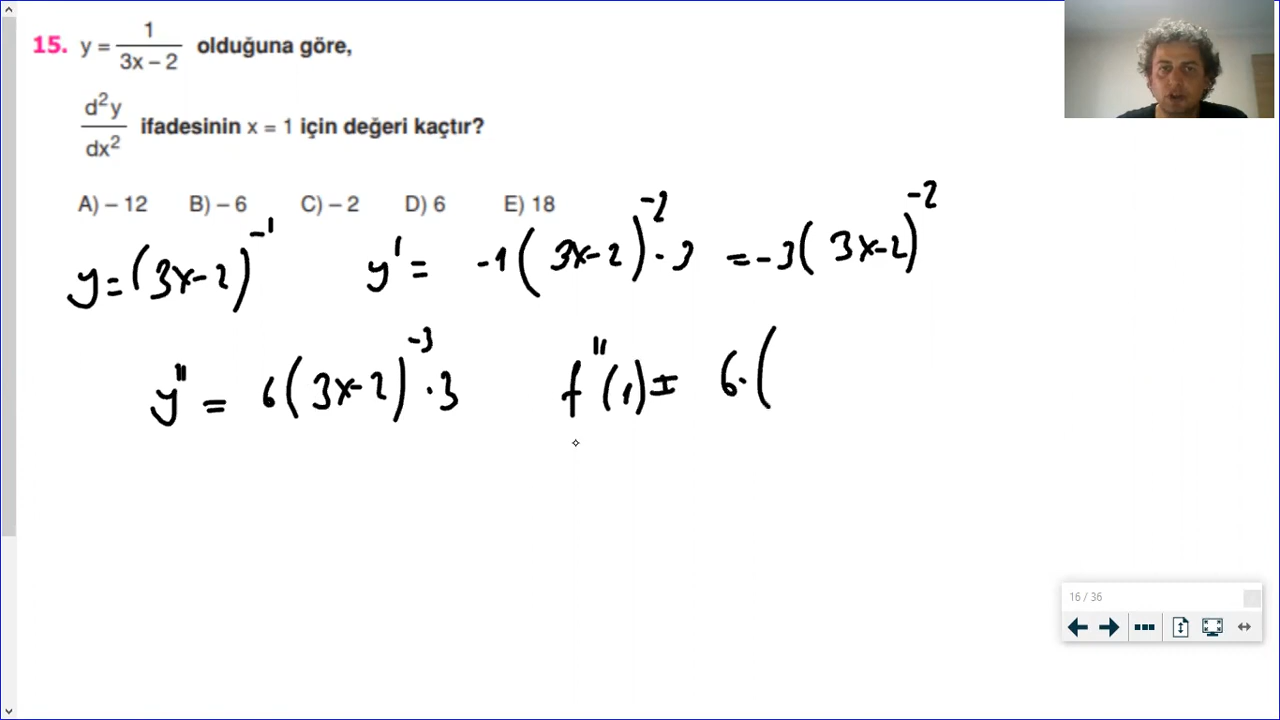 15. y = 1/(3x – 2) olduğuna göre,
d²y/dx² ifadesinin x = 1 için değeri kaçtır?
A) – 12 B) – 6 C) – 2 D) 6 E) 18
y = (3x-2)⁻¹ y' = -1(3x-2)⁻² · 3 = -3(3x-2)⁻²
y'' = 6(3x-2)⁻³ · 3 f''(1) = 6·(
16 / 36